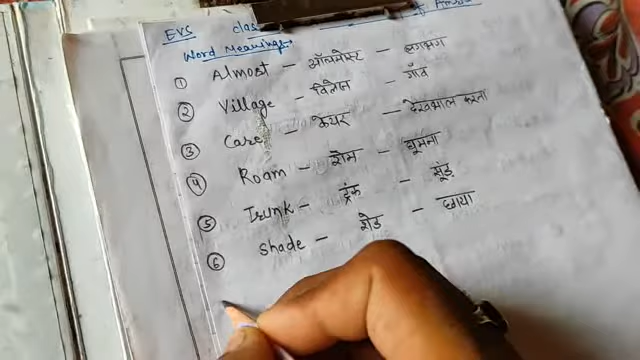 EVS class of
Word Meanings.
① Almost – ऑलमोस्ट – लगभग
② Village – विलेज – गाँव
③ Care – केयर – देखभाल करना
④ Roam – रोम – घूमना
⑤ Trunk – ट्रंक – सूंड
⑥ Shade – शेड – छाया